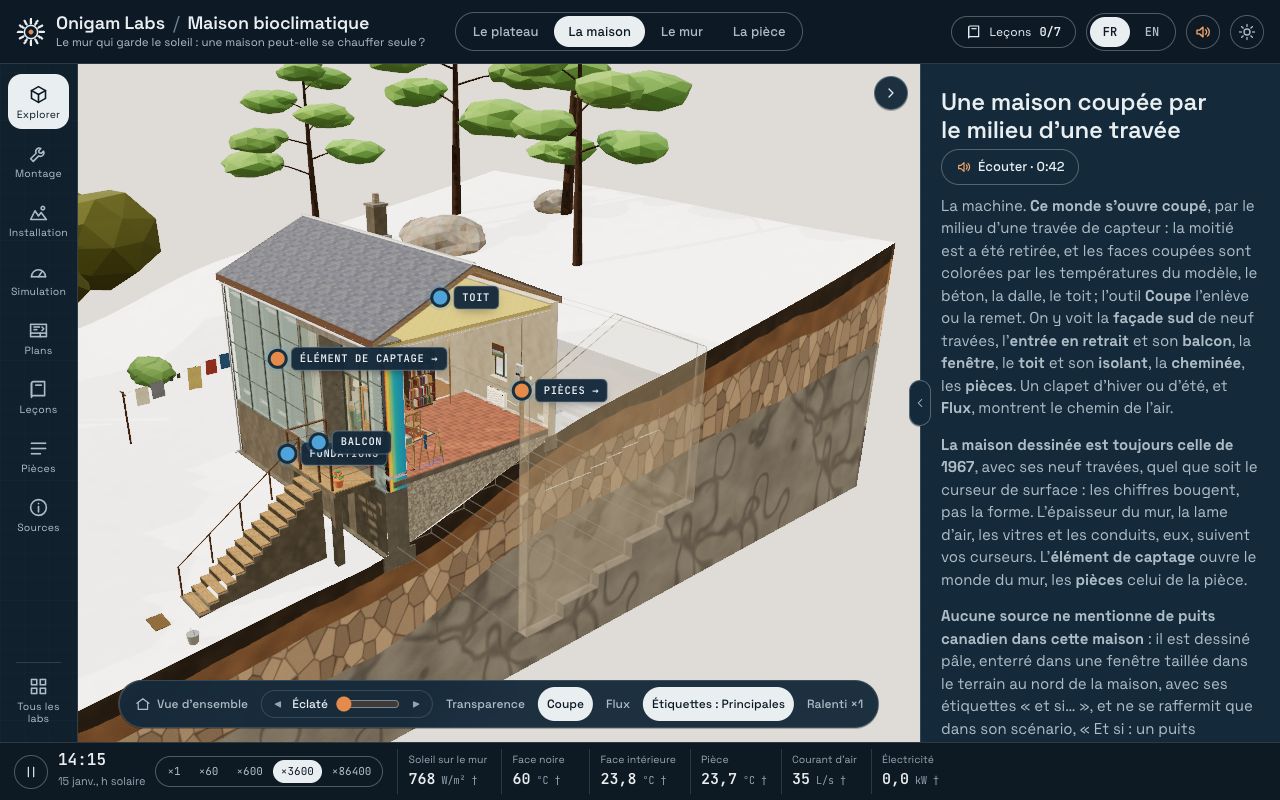 Origam Labs / Maison bioclimatique
Le mur qui garde le soleil : une maison peut-elle se chauffer seule ?
Le plateau
La maison
Le mur
La pièce
Leçons 0/7
FR
EN
Explorer
Montage
Installation
Simulation
Plans
Leçons
Pièces
Sources
Tous les
labs
TOIT
ÉLÉMENT DE CAPTAGE →
PIÈCES →
BALCON
FONDATIONS
Vue d'ensemble
◄ Éclaté ►
Transparence
Coupe
Flux
Étiquettes : Principales
Ralenti ×1
Une maison coupée par
le milieu d'une travée
Écouter · 0:42
La machine. Ce monde s'ouvre coupé, par le
milieu d'une travée de capteur : la moitié
est a été retirée, et les faces coupées sont
colorées par les températures du modèle, le
béton, la dalle, le toit ; l'outil Coupe l'enlève
ou la remet. On y voit la façade sud de neuf
travées, l'entrée en retrait et son balcon, la
fenêtre, le toit et son isolant, la cheminée,
les pièces. Un clapet d'hiver ou d'été, et
Flux, montrent le chemin de l'air.
La maison dessinée est toujours celle de
1967, avec ses neuf travées, quel que soit le
curseur de surface : les chiffres bougent,
pas la forme. L'épaisseur du mur, la lame
d'air, les vitres et les conduits, eux, suivent
vos curseurs. L'élément de captage ouvre le
monde du mur, les pièces celui de la pièce.
Aucune source ne mentionne de puits
canadien dans cette maison : il est dessiné
pâle, enterré dans une fenêtre taillée dans
le terrain au nord de la maison, avec ses
étiquettes « et si… », et ne se raffermit que
dans son scénario, « Et si : un puits
14:15
15 janv., h solaire
×1
×60
×600
×3600
×86400
Soleil sur le mur
768 W/m² †
Face noire
60 °C †
Face intérieure
23,8 °C †
Pièce
23,7 °C †
Courant d'air
35 L/s †
Électricité
0,0 kW †